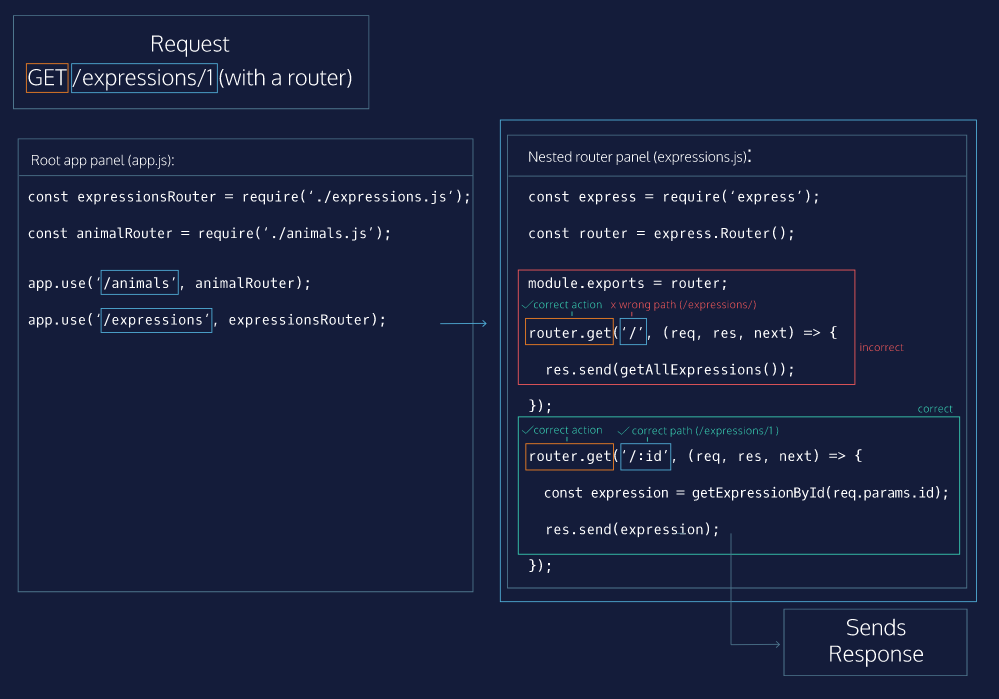 Request
GET /expressions/1 (with a router)
Root app panel (app.js):
const expressionsRouter = require(‘./expressions.js’);
const animalRouter = require(‘./animals.js’);
app.use(‘/animals’, animalRouter);
app.use(‘/expressions’, expressionsRouter);
Nested router panel (expressions.js):
const express = require(‘express’);
const router = express.Router();
module.exports = router;
✓correct action x wrong path (/expressions/)
router.get(‘/’, (req, res, next) => {
incorrect
res.send(getAllExpressions());
});
correct
✓correct action ✓ correct path (/expressions/1)
router.get(‘/:id’, (req, res, next) => {
const expression = getExpressionById(req.params.id);
res.send(expression);
});
Sends
Response